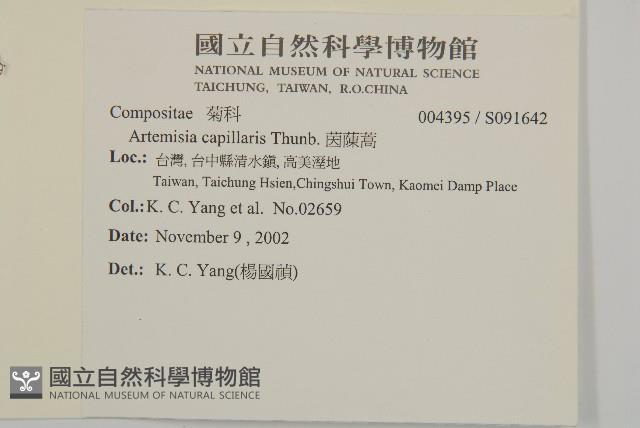 國立自然科學博物館
NATIONAL MUSEUM OF NATURAL SCIENCE
TAICHUNG, TAIWAN, R.O.CHINA
Compositae 菊科 004395 / S091642
Artemisia capillaris Thunb. 茵陳蒿
Loc.: 台灣, 台中縣清水鎮, 高美溼地
Taiwan, Taichung Hsien,Chingshui Town, Kaomei Damp Place
Col.: K. C. Yang et al. No.02659
Date: November 9 , 2002
Det.: K. C. Yang(楊國禎)
國立自然科學博物館
NATIONAL MUSEUM OF NATURAL SCIENCE